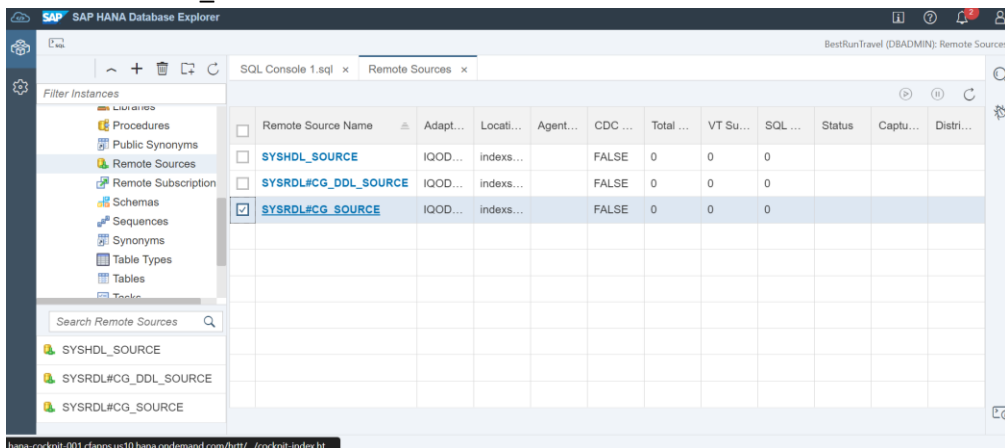 SAP SAP HANA Database Explorer
BestRunTravel (DBADMIN): Remote Sources
SQL Console 1.sql × Remote Sources ×
Filter Instances
Libraries
Procedures
Public Synonyms
Remote Sources
Remote Subscription
Schemas
Sequences
Synonyms
Table Types
Tables
Tasks
Search Remote Sources
SYSHDL_SOURCE
SYSRDL#CG_DDL_SOURCE
SYSRDL#CG_SOURCE
Remote Source Name Adapt... Locati... Agent... CDC ... Total ... VT Su... SQL ... Status Captu... Distri...
SYSHDL_SOURCE IQOD... indexs... FALSE 0 0 0
SYSRDL#CG_DDL_SOURCE IQOD... indexs... FALSE 0 0 0
SYSRDL#CG_SOURCE IQOD... indexs... FALSE 0 0 0